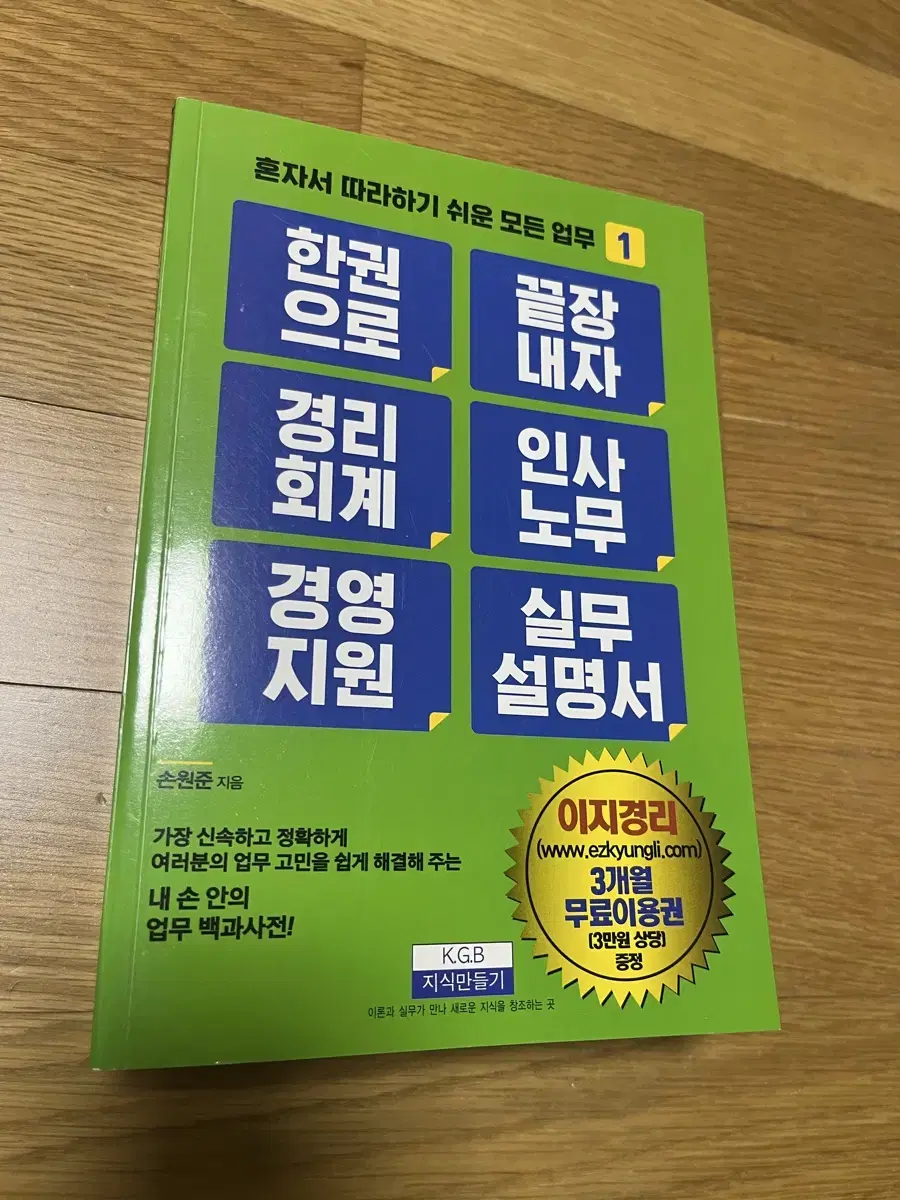 혼자서 따라하기 쉬운 모든 업무 1
한권
으로
끝장
내자
경리
회계
인사
노무
경영
지원
실무
설명서
손원준 지음
가장 신속하고 정확하게
여러분의 업무 고민을 쉽게 해결해 주는
내 손 안의
업무 백과사전!
이지경리
(www.ezkyungli.com)
3개월
무료이용권
(3만원 상당)
증정
K.G.B
지식만들기
이론과 실무가 만나 새로운 지식을 창조하는 곳